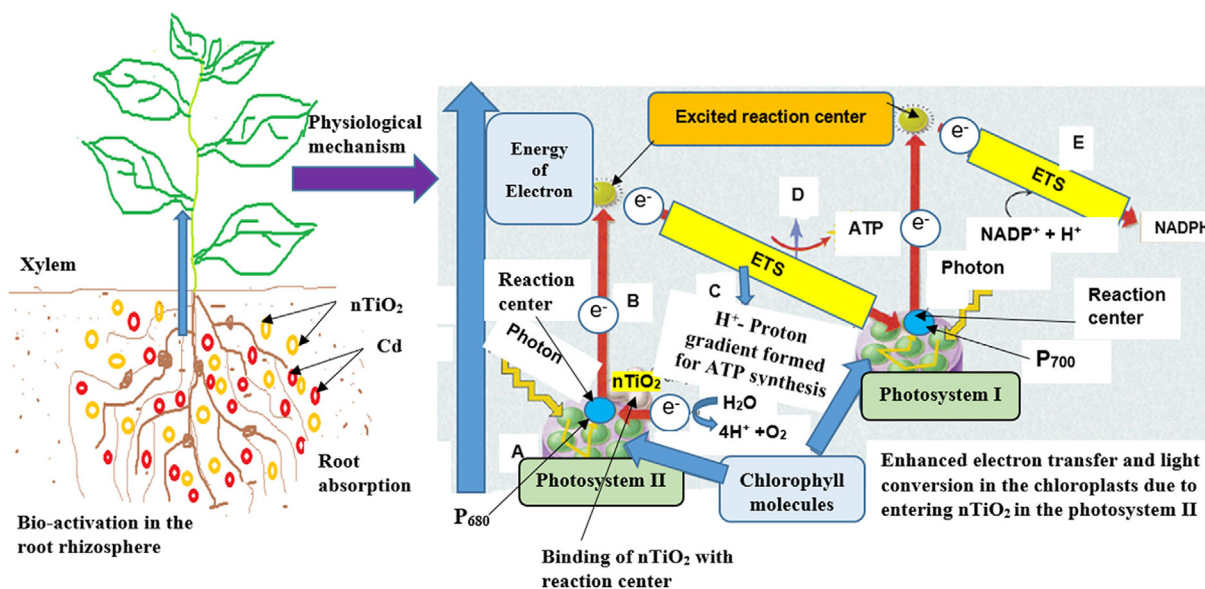 Physiological
mechanism
Xylem
nTiO₂
Cd
Root
absorption
Bio-activation in the
root rhizosphere
Energy
of
Electron
Excited reaction center
e⁻
e⁻
D
ATP
ETS
e⁻
e⁻
E
ETS
NADP⁺ + H⁺
NADPH
Reaction
center
B
e⁻
Photon
C
H⁺- Proton
gradient formed
for ATP synthesis
Photon
Reaction
center
P₇₀₀
nTiO₂
e⁻
H₂O
4H⁺ +O₂
Photosystem I
A
Photosystem II
P₆₈₀
Chlorophyll
molecules
Binding of nTiO₂ with
reaction center
Enhanced electron transfer and light
conversion in the chloroplasts due to
entering nTiO₂ in the photosystem II